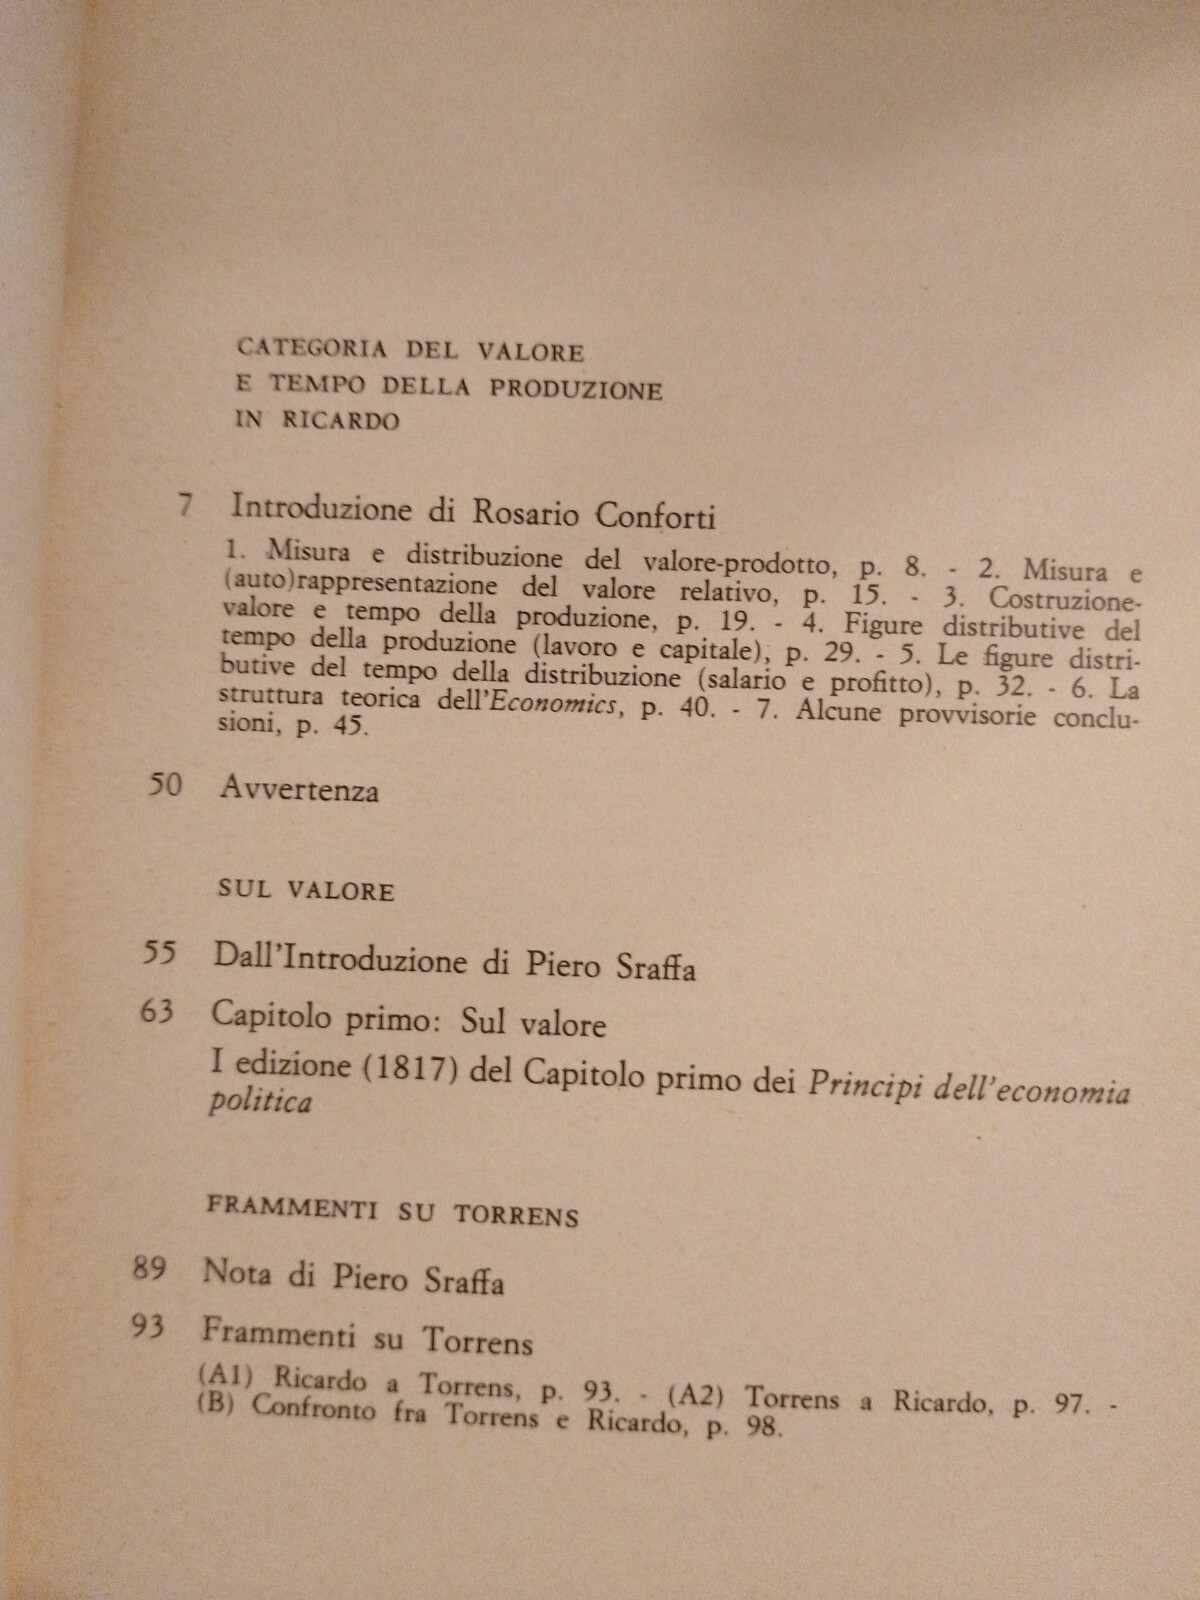 CATEGORIA DEL VALORE
E TEMPO DELLA PRODUZIONE
IN RICARDO
7 Introduzione di Rosario Conforti
1. Misura e distribuzione del valore-prodotto, p. 8. - 2. Misura e
(auto)rappresentazione del valore relativo, p. 15. - 3. Costruzione-
valore e tempo della produzione, p. 19. - 4. Figure distributive del
tempo della produzione (lavoro e capitale), p. 29. - 5. Le figure distri-
butive del tempo della distribuzione (salario e profitto), p. 32. - 6. La
struttura teorica dell'Economics, p. 40. - 7. Alcune provvisorie conclu-
sioni, p. 45.
50 Avvertenza
SUL VALORE
55 Dall'Introduzione di Piero Sraffa
63 Capitolo primo: Sul valore
I edizione (1817) del Capitolo primo dei Principi dell'economia
politica
FRAMMENTI SU TORRENS
89 Nota di Piero Sraffa
93 Frammenti su Torrens
(A1) Ricardo a Torrens, p. 93. - (A2) Torrens a Ricardo, p. 97. -
(B) Confronto fra Torrens e Ricardo, p. 98.